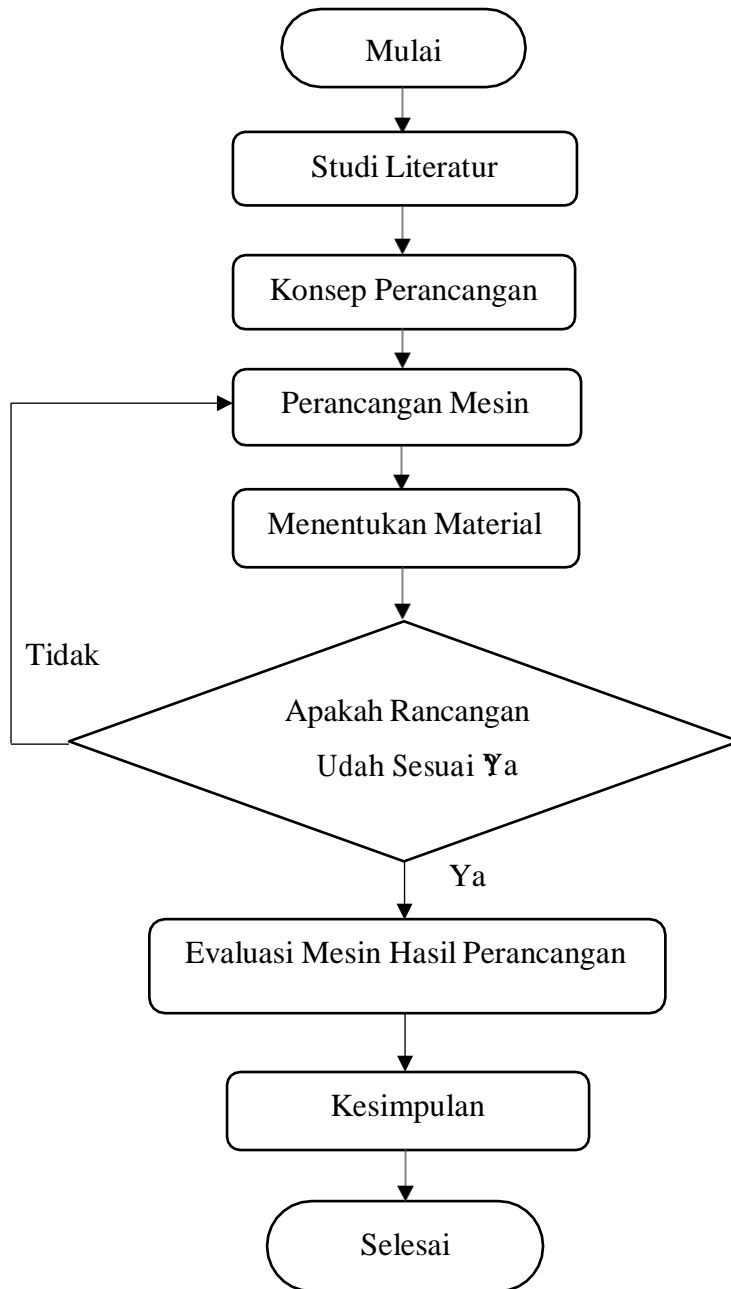 Mulai
Studi Literatur
Konsep Perancangan
Perancangan Mesin
Menentukan Material
Tidak
Apakah Rancangan
Udah Sesuai ?Ya
Ya
Evaluasi Mesin Hasil Perancangan
Kesimpulan
Selesai